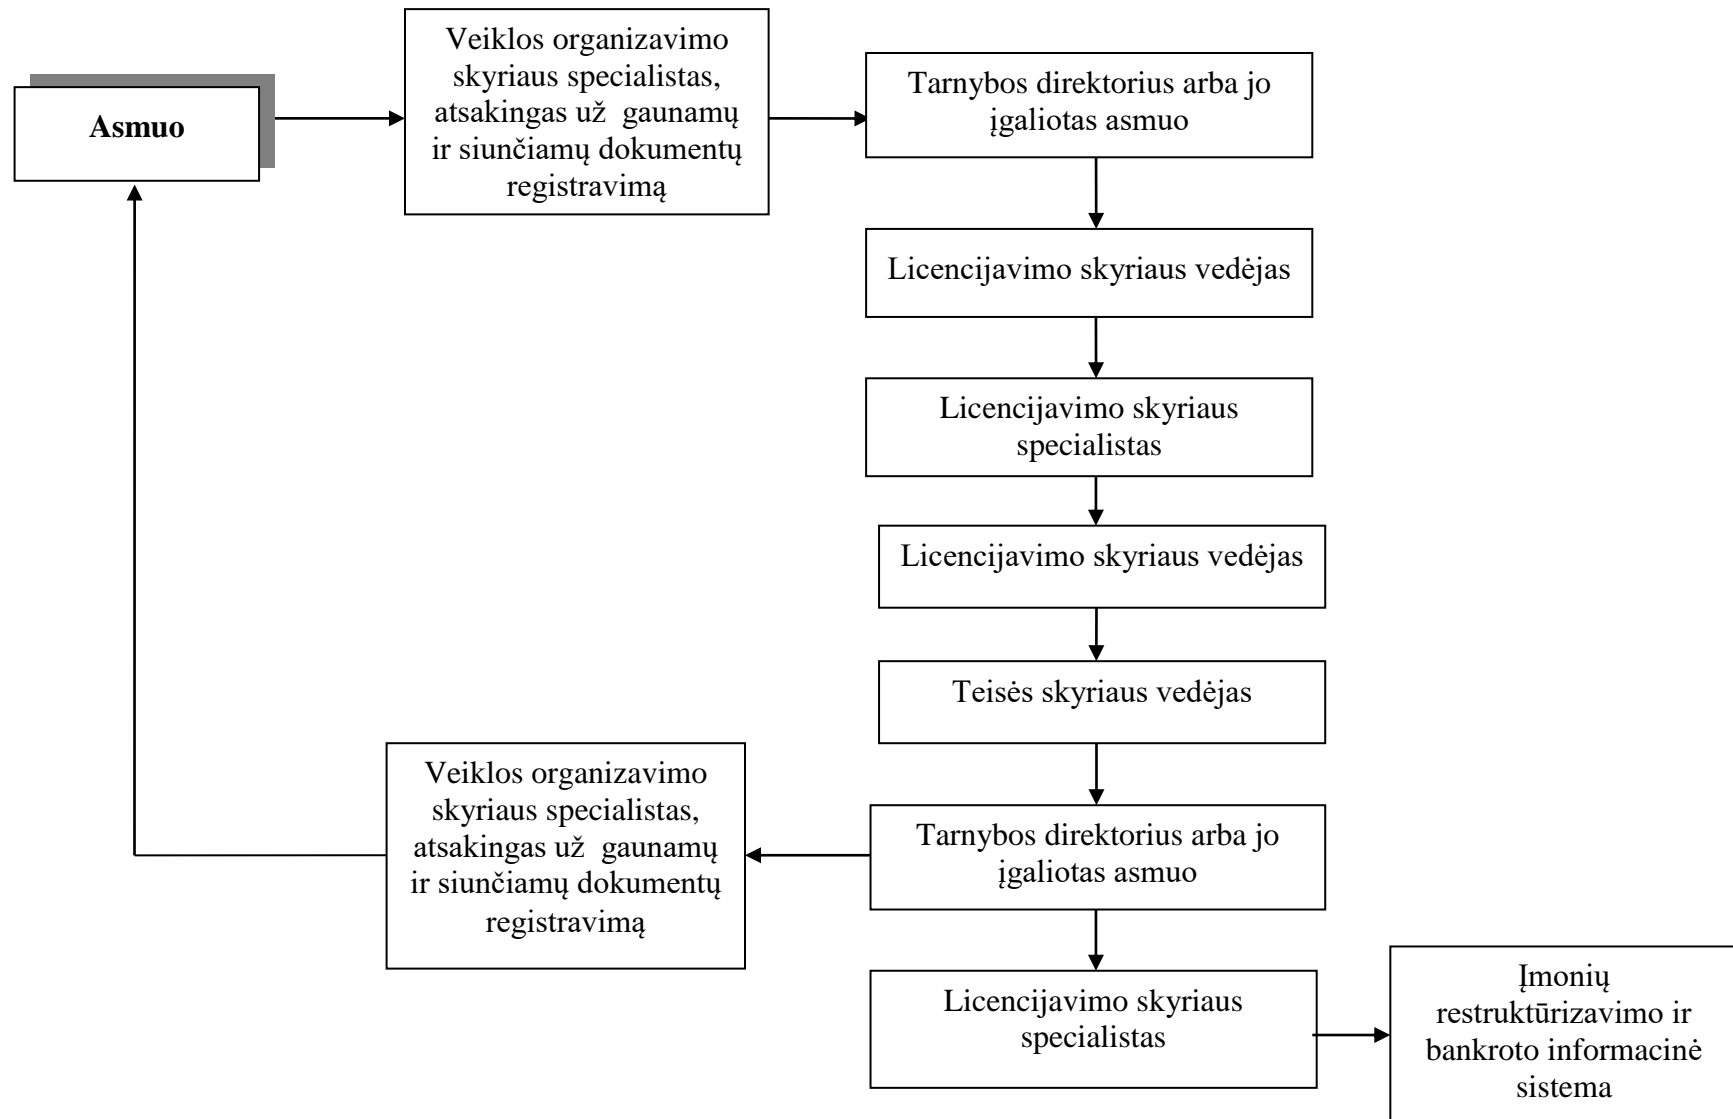 Asmuo
Veiklos organizavimo
skyriaus specialistas,
atsakingas už  gaunamų
ir siunčiamų dokumentų
registravimą
Tarnybos direktorius arba jo
įgaliotas asmuo
Licencijavimo skyriaus vedėjas
Licencijavimo skyriaus
specialistas
Licencijavimo skyriaus vedėjas
Teisės skyriaus vedėjas
Tarnybos direktorius arba jo
įgaliotas asmuo
Veiklos organizavimo
skyriaus specialistas,
atsakingas už  gaunamų
ir siunčiamų dokumentų
registravimą
Licencijavimo skyriaus
specialistas
Įmonių
restruktūrizavimo ir
bankroto informacinė
sistema